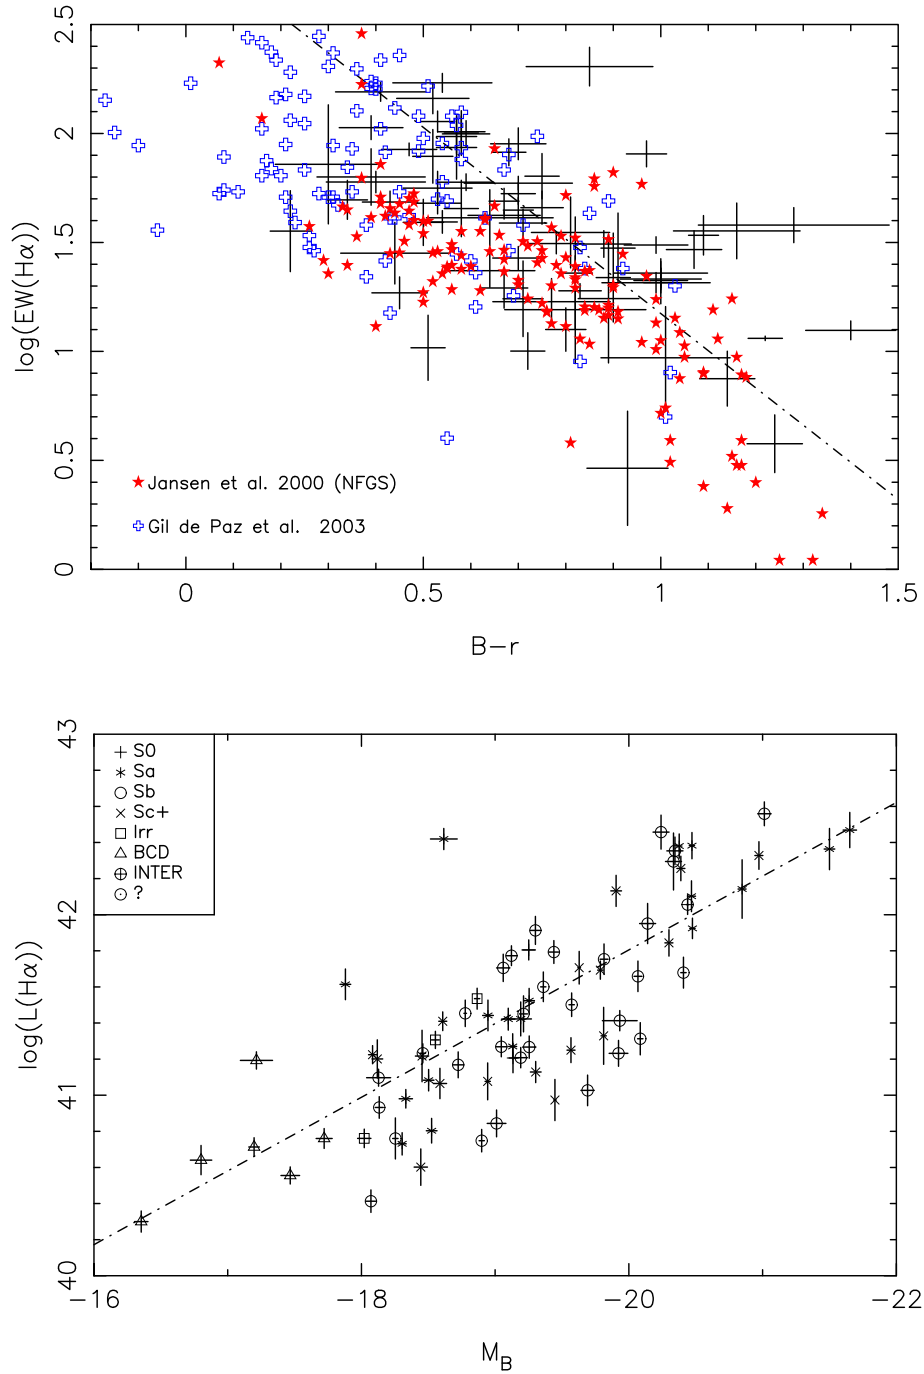 2.5
2
1.5
1
0.5
0
log(EW(Hα))
Jansen et al. 2000 (NFGS)
Gil de Paz et al. 2003
0 0.5 1 1.5
B−r
43
42
41
40
log(L(Hα))
S0
Sa
Sb
Sc+
Irr
BCD
INTER
?
−16 −18 −20 −22
M_B